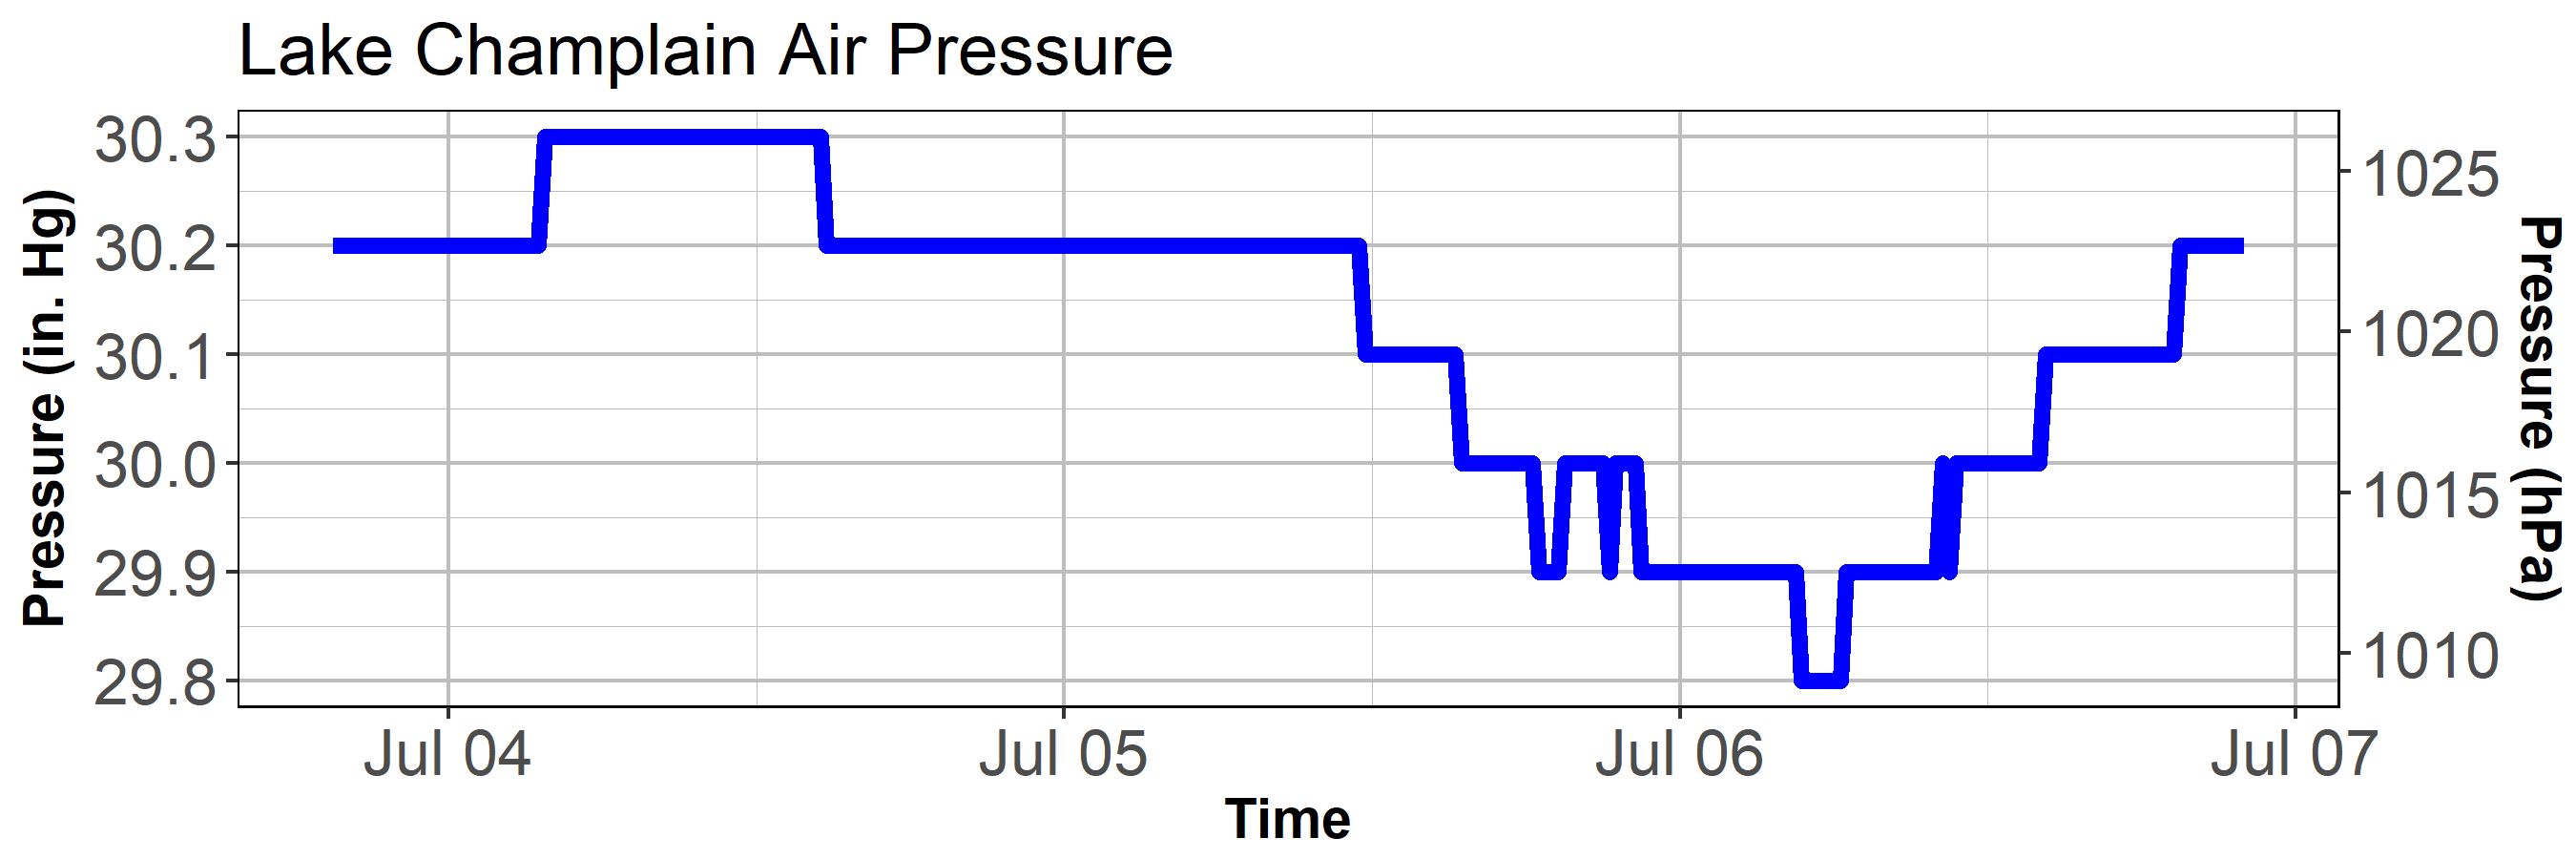 Lake Champlain Air Pressure
Pressure (in. Hg)
30.3
30.2
30.1
30.0
29.9
29.8
1025
1020
1015
1010
Pressure (hPa)
Jul 04
Jul 05
Jul 06
Jul 07
Time